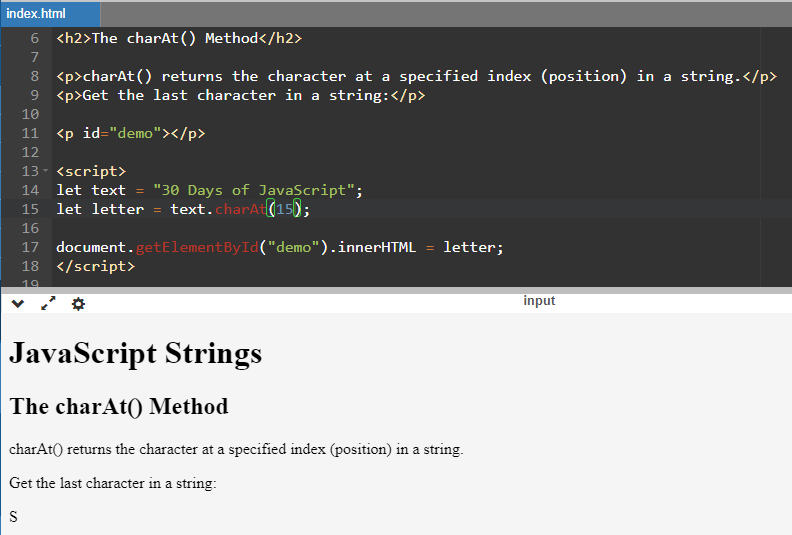 index.html
6 <h2>The charAt() Method</h2>
7
8 <p>charAt() returns the character at a specified index (position) in a string.</p>
9 <p>Get the last character in a string:</p>
10
11 <p id="demo"></p>
12
13 <script>
14 let text = "30 Days of JavaScript";
15 let letter = text.charAt(15);
16
17 document.getElementById("demo").innerHTML = letter;
18 </script>
19
input
JavaScript Strings
The charAt() Method
charAt() returns the character at a specified index (position) in a string.
Get the last character in a string:
S